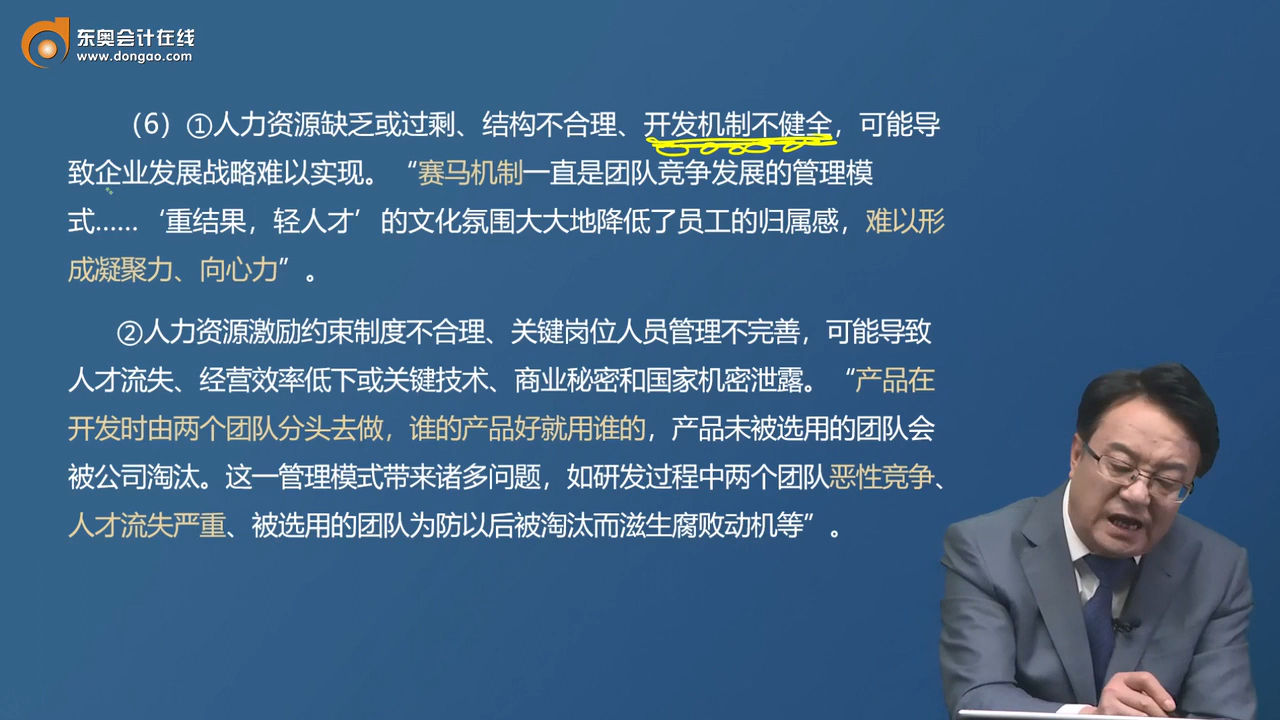 东奥会计在线
www.dongao.com
（6）①人力资源缺乏或过剩、结构不合理、开发机制不健全，可能导
致企业发展战略难以实现。“赛马机制一直是团队竞争发展的管理模
式……‘重结果，轻人才’的文化氛围大大地降低了员工的归属感，难以形
成凝聚力、向心力”。
②人力资源激励约束制度不合理、关键岗位人员管理不完善，可能导致
人才流失、经营效率低下或关键技术、商业秘密和国家机密泄露。“产品在
开发时由两个团队分头去做，谁的产品好就用谁的，产品未被选用的团队会
被公司淘汰。这一管理模式带来诸多问题，如研发过程中两个团队恶性竞争、
人才流失严重、被选用的团队为防以后被淘汰而滋生腐败动机等”。